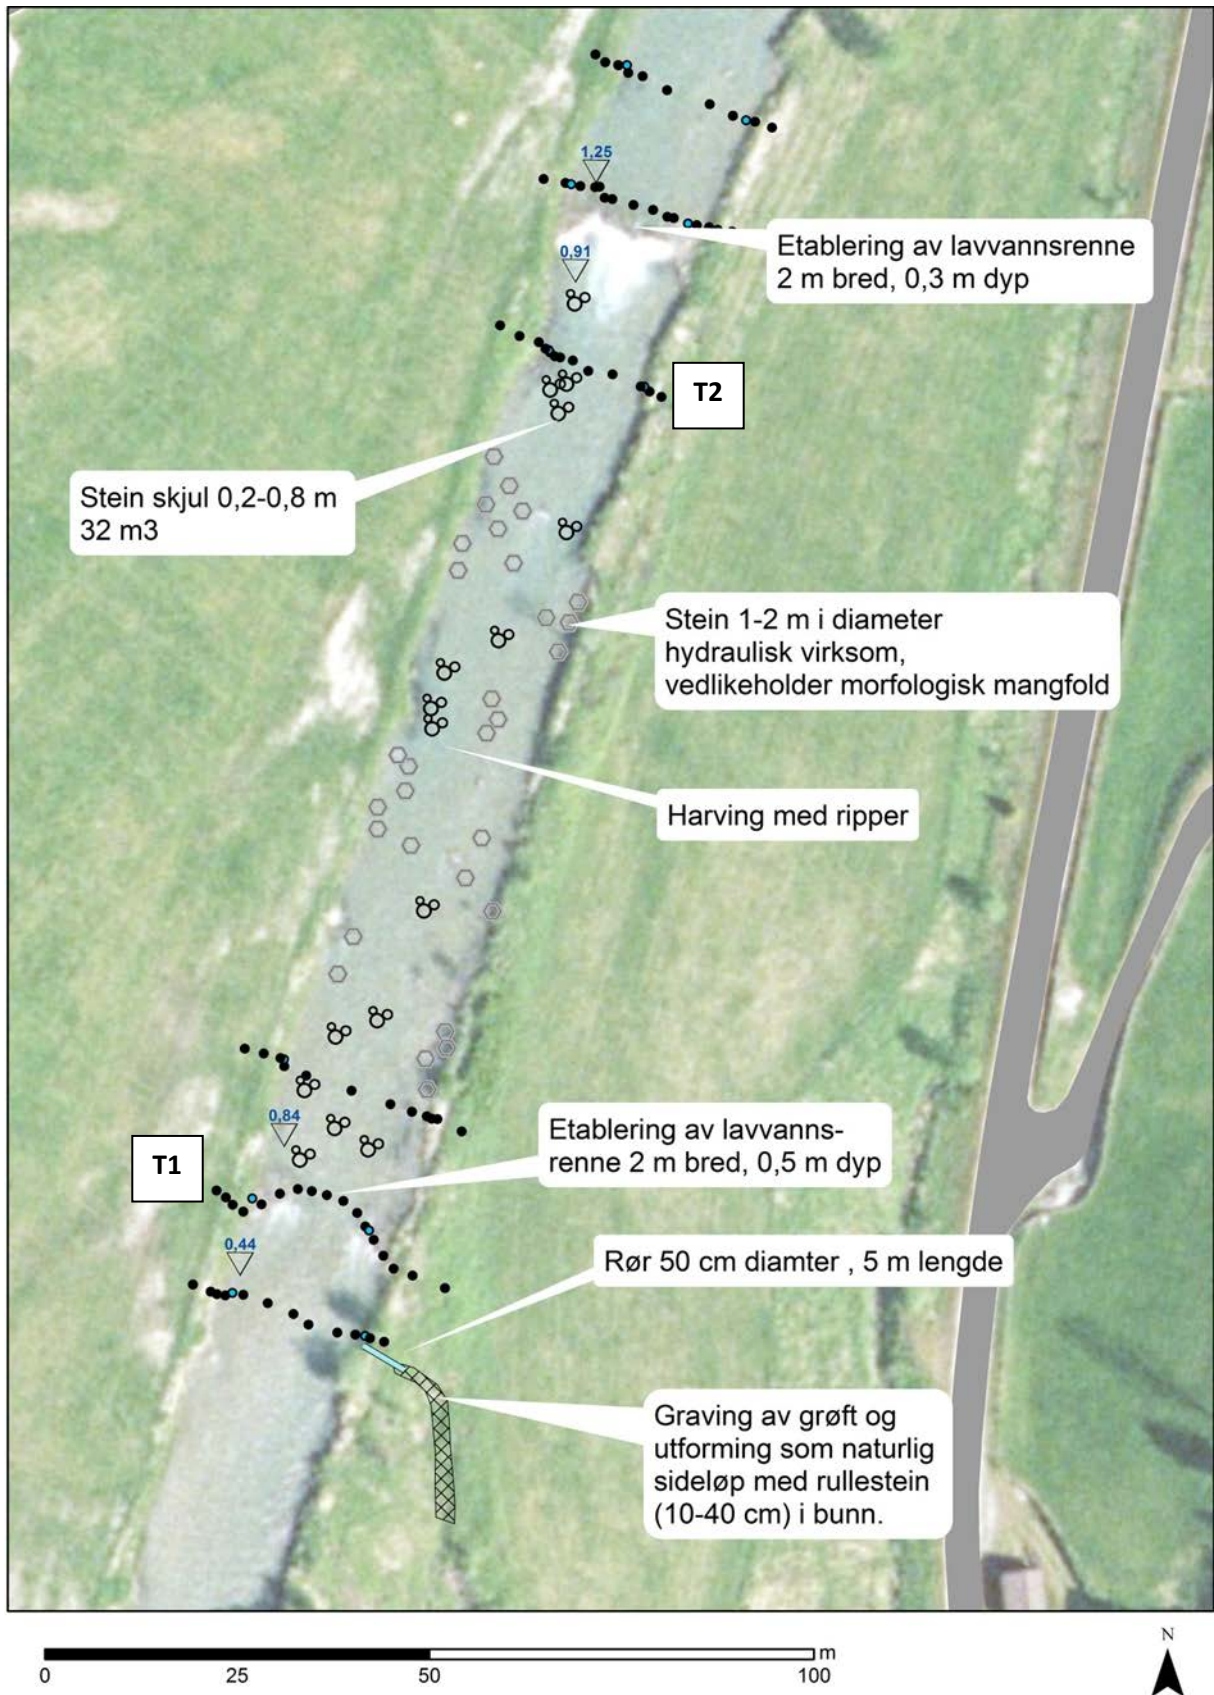 1,25
Etablering av lavvannsrenne
2 m bred, 0,3 m dyp
0,91
T2
Stein skjul 0,2-0,8 m
32 m3
Stein 1-2 m i diameter
hydraulisk virksom,
vedlikeholder morfologisk mangfold
Harving med ripper
0,84
T1
Etablering av lavvanns-
renne 2 m bred, 0,5 m dyp
0,44
Rør 50 cm diamter , 5 m lengde
Graving av grøft og
utforming som naturlig
sideløp med rullestein
(10-40 cm) i bunn.
m
0 25 50 100
N